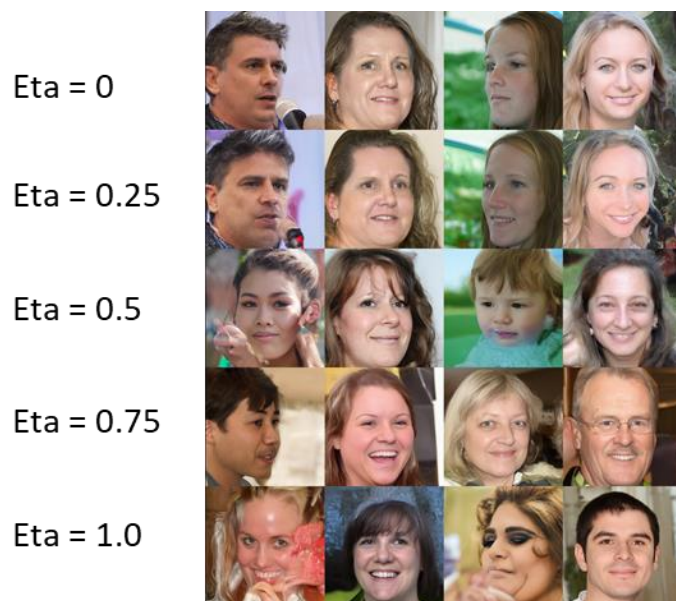 Eta = 0
Eta = 0.25
Eta = 0.5
Eta = 0.75
Eta = 1.0